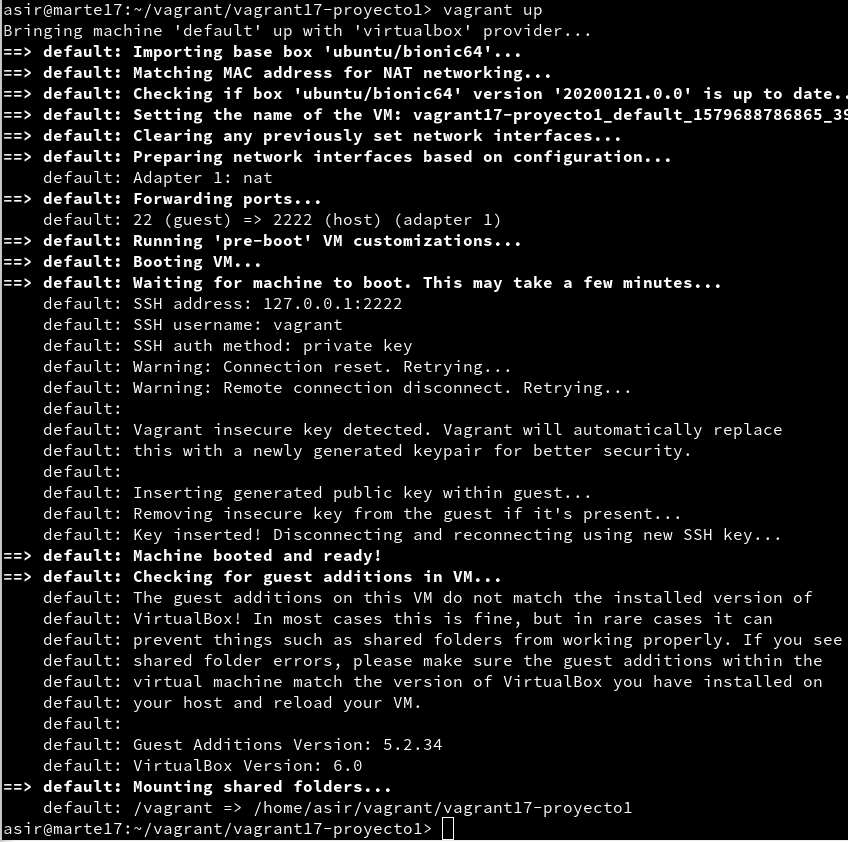 asir@marte17:~/vagrant/vagrant17-proyecto1> vagrant up
Bringing machine 'default' up with 'virtualbox' provider...
==> default: Importing base box 'ubuntu/bionic64'...
==> default: Matching MAC address for NAT networking...
==> default: Checking if box 'ubuntu/bionic64' version '20200121.0.0' is up to date..
==> default: Setting the name of the VM: vagrant17-proyecto1_default_1579688786865_39
==> default: Clearing any previously set network interfaces...
==> default: Preparing network interfaces based on configuration...
    default: Adapter 1: nat
==> default: Forwarding ports...
    default: 22 (guest) => 2222 (host) (adapter 1)
==> default: Running 'pre-boot' VM customizations...
==> default: Booting VM...
==> default: Waiting for machine to boot. This may take a few minutes...
    default: SSH address: 127.0.0.1:2222
    default: SSH username: vagrant
    default: SSH auth method: private key
    default: Warning: Connection reset. Retrying...
    default: Warning: Remote connection disconnect. Retrying...
    default:
    default: Vagrant insecure key detected. Vagrant will automatically replace
    default: this with a newly generated keypair for better security.
    default:
    default: Inserting generated public key within guest...
    default: Removing insecure key from the guest if it's present...
    default: Key inserted! Disconnecting and reconnecting using new SSH key...
==> default: Machine booted and ready!
==> default: Checking for guest additions in VM...
    default: The guest additions on this VM do not match the installed version of
    default: VirtualBox! In most cases this is fine, but in rare cases it can
    default: prevent things such as shared folders from working properly. If you see
    default: shared folder errors, please make sure the guest additions within the
    default: virtual machine match the version of VirtualBox you have installed on
    default: your host and reload your VM.
    default:
    default: Guest Additions Version: 5.2.34
    default: VirtualBox Version: 6.0
==> default: Mounting shared folders...
    default: /vagrant => /home/asir/vagrant/vagrant17-proyecto1
asir@marte17:~/vagrant/vagrant17-proyecto1>